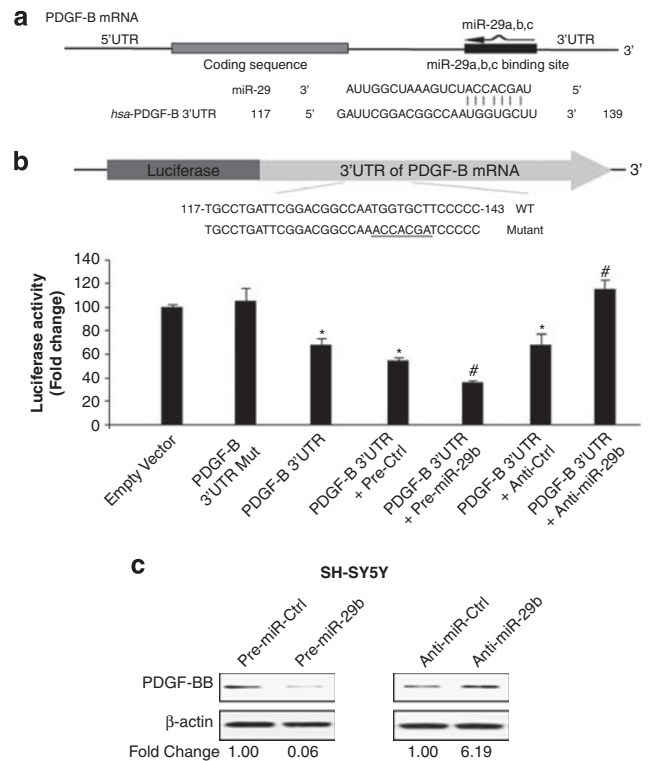 a
PDGF-B mRNA
miR-29a,b,c
5'UTR
3'UTR
3'
Coding sequence
miR-29a,b,c binding site
miR-29 3' AUUGGCUAAAGUCUACCACGAU 5'
hsa-PDGF-B 3'UTR 117 5' GAUUCGGACGGCCAAUGGUGCUU 3' 139
b
Luciferase
3'UTR of PDGF-B mRNA
3'
117-TGCCTGATTCGGACGGCCAATGGTGCTTCCCCC-143 WT
TGCCTGATTCGGACGGCCAAACCACGATCCCCC Mutant
Luciferase activity
(Fold change)
140
120
100
80
60
40
20
0
*
*
#
*
#
Empty Vector
PDGF-B
3'UTR Mut
PDGF-B 3'UTR
PDGF-B 3'UTR
+ Pre-Ctrl
PDGF-B 3'UTR
+ Pre-miR-29b
PDGF-B 3'UTR
+ Anti-Ctrl
PDGF-B 3'UTR
+ Anti-miR-29b
c
SH-SY5Y
Pre-miR-Ctrl
Pre-miR-29b
Anti-miR-Ctrl
Anti-miR-29b
PDGF-BB
β-actin
Fold Change 1.00 0.06 1.00 6.19